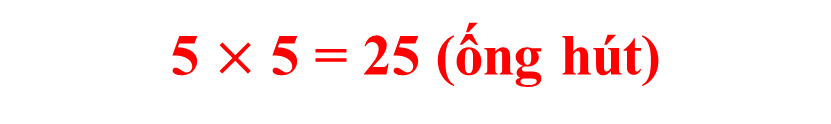 5 × 5 = 25 (ống hút)